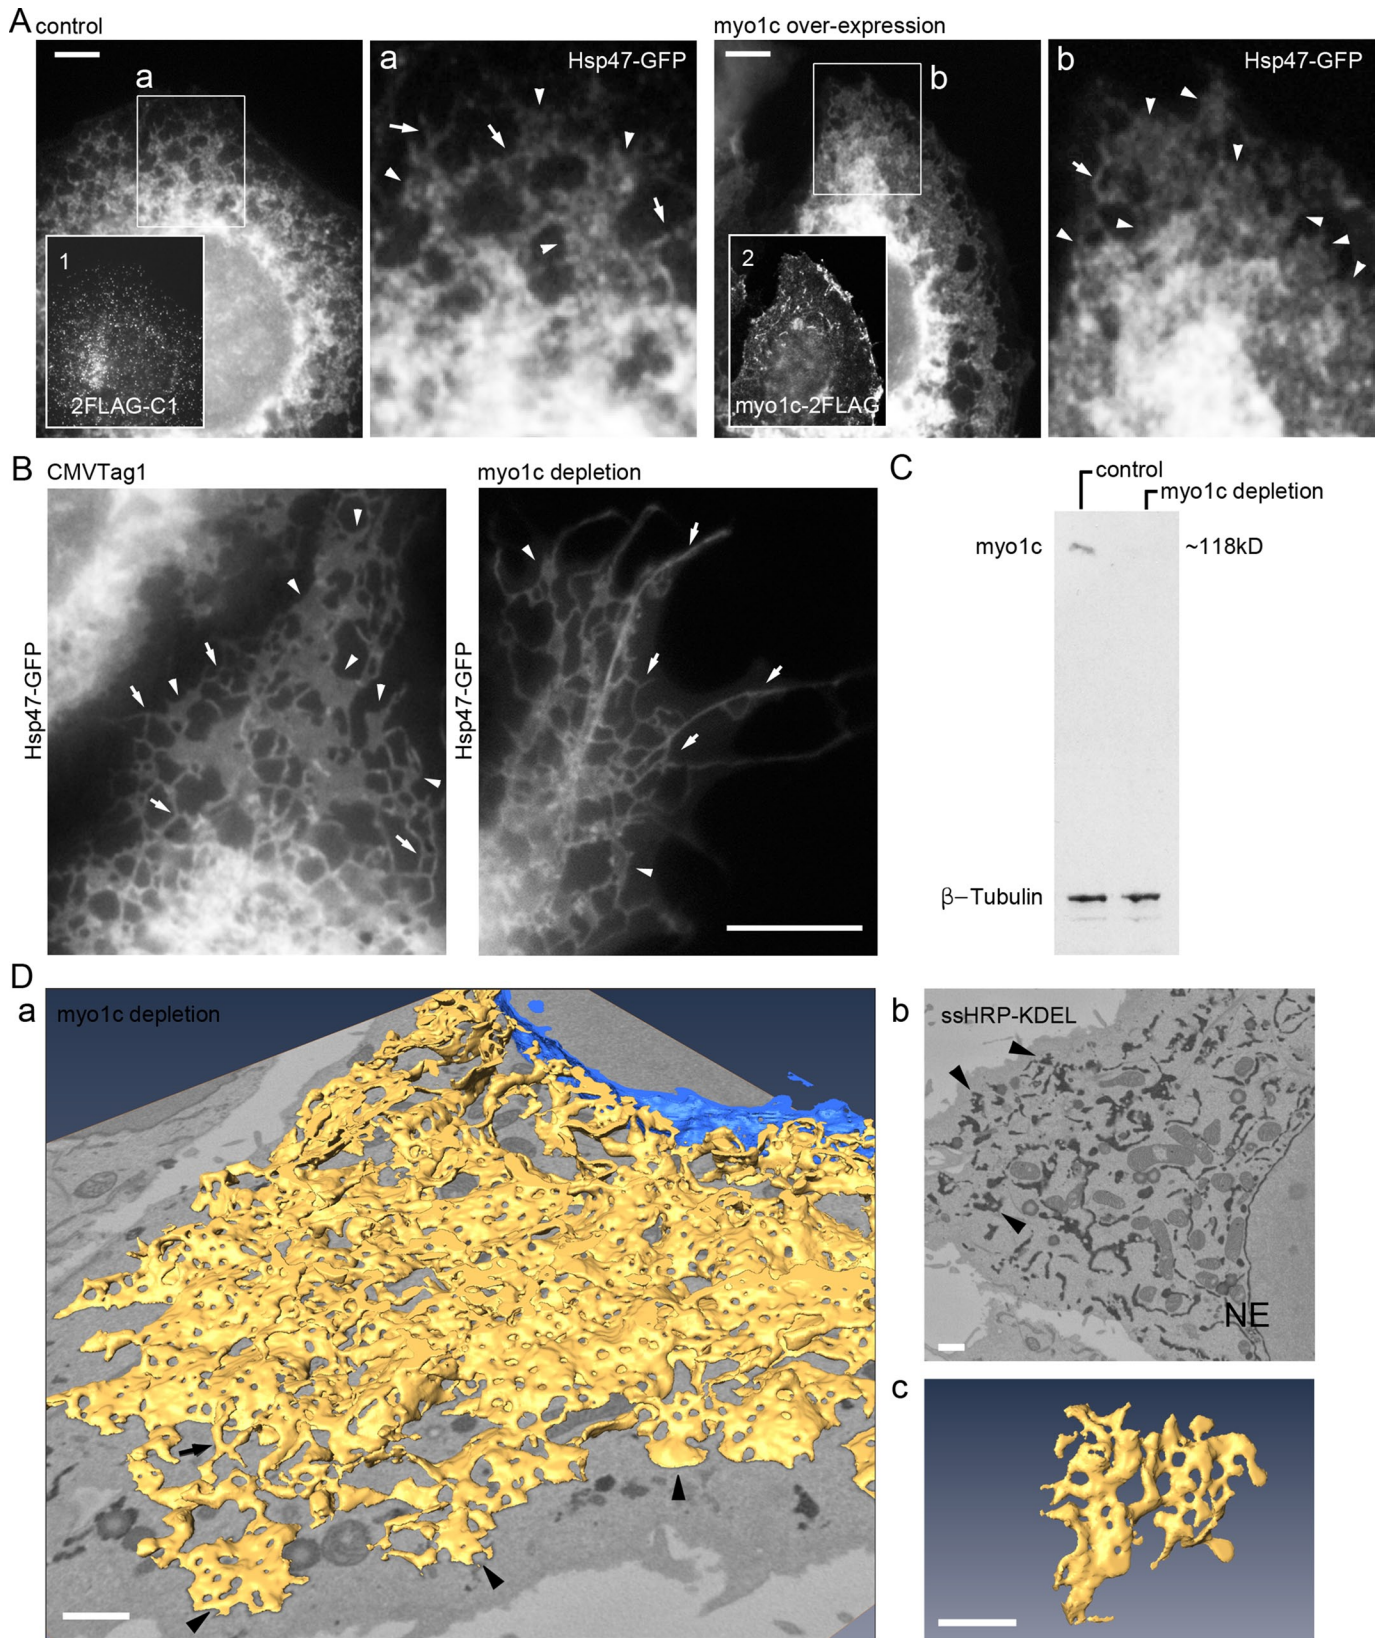 A
control
myo1c over-expression
a
a
Hsp47-GFP
b
b
Hsp47-GFP
1
2FLAG-C1
2
myo1c-2FLAG
B
CMVTag1
myo1c depletion
Hsp47-GFP
Hsp47-GFP
C
control
myo1c depletion
myo1c
~118kD
β−Tubulin
D
a
myo1c depletion
b
ssHRP-KDEL
NE
c